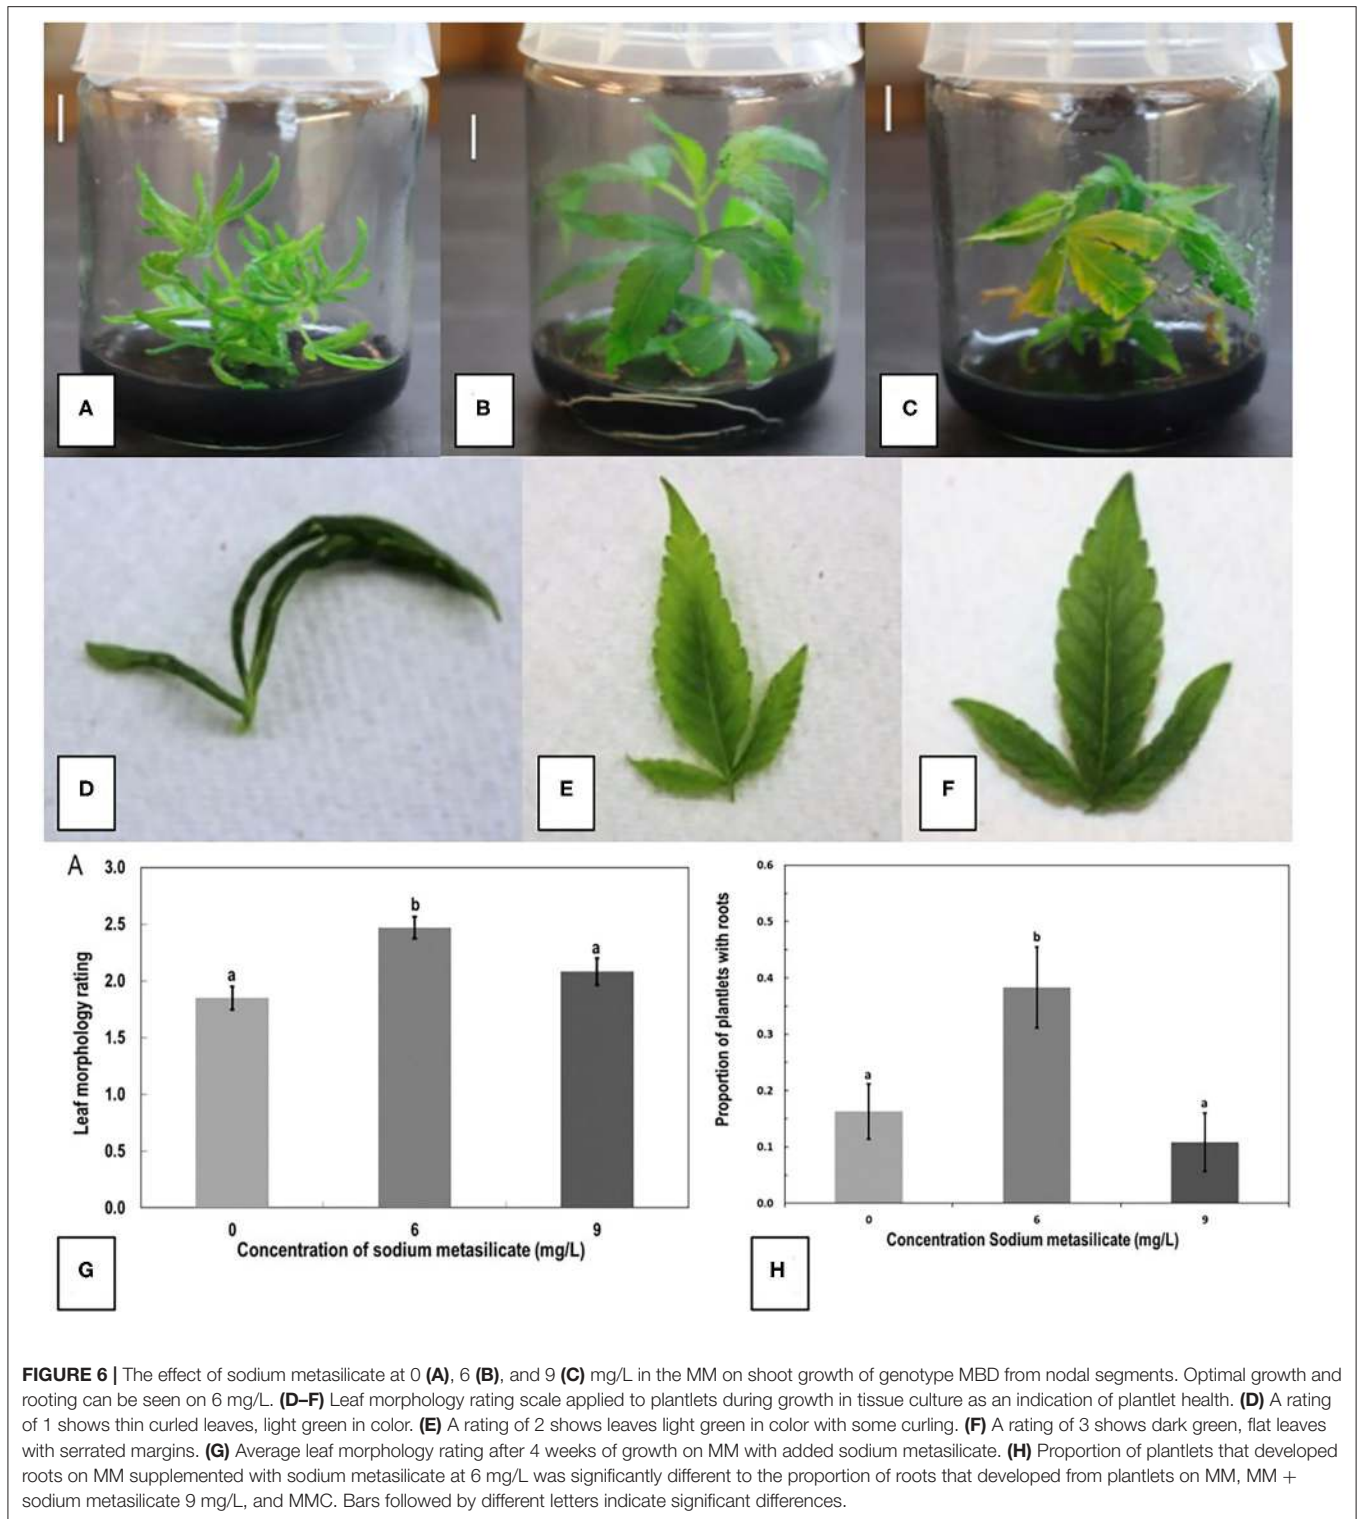 A
B
C
D
E
F
A
3.0
2.5
2.0
1.5
1.0
0.5
0.0
Leaf morphology rating
a
b
a
0
6
9
Concentration of sodium metasilicate (mg/L)
G
0.6
0.5
0.4
0.3
0.2
0.1
0.0
Proportion of plantlets with roots
a
b
a
0
6
9
Concentration Sodium metasilicate (mg/L)
H
FIGURE 6 | The effect of sodium metasilicate at 0 (A), 6 (B), and 9 (C) mg/L in the MM on shoot growth of genotype MBD from nodal segments. Optimal growth and
rooting can be seen on 6 mg/L. (D–F) Leaf morphology rating scale applied to plantlets during growth in tissue culture as an indication of plantlet health. (D) A rating
of 1 shows thin curled leaves, light green in color. (E) A rating of 2 shows leaves light green in color with some curling. (F) A rating of 3 shows dark green, flat leaves
with serrated margins. (G) Average leaf morphology rating after 4 weeks of growth on MM with added sodium metasilicate. (H) Proportion of plantlets that developed
roots on MM supplemented with sodium metasilicate at 6 mg/L was significantly different to the proportion of roots that developed from plantlets on MM, MM +
sodium metasilicate 9 mg/L, and MMC. Bars followed by different letters indicate significant differences.